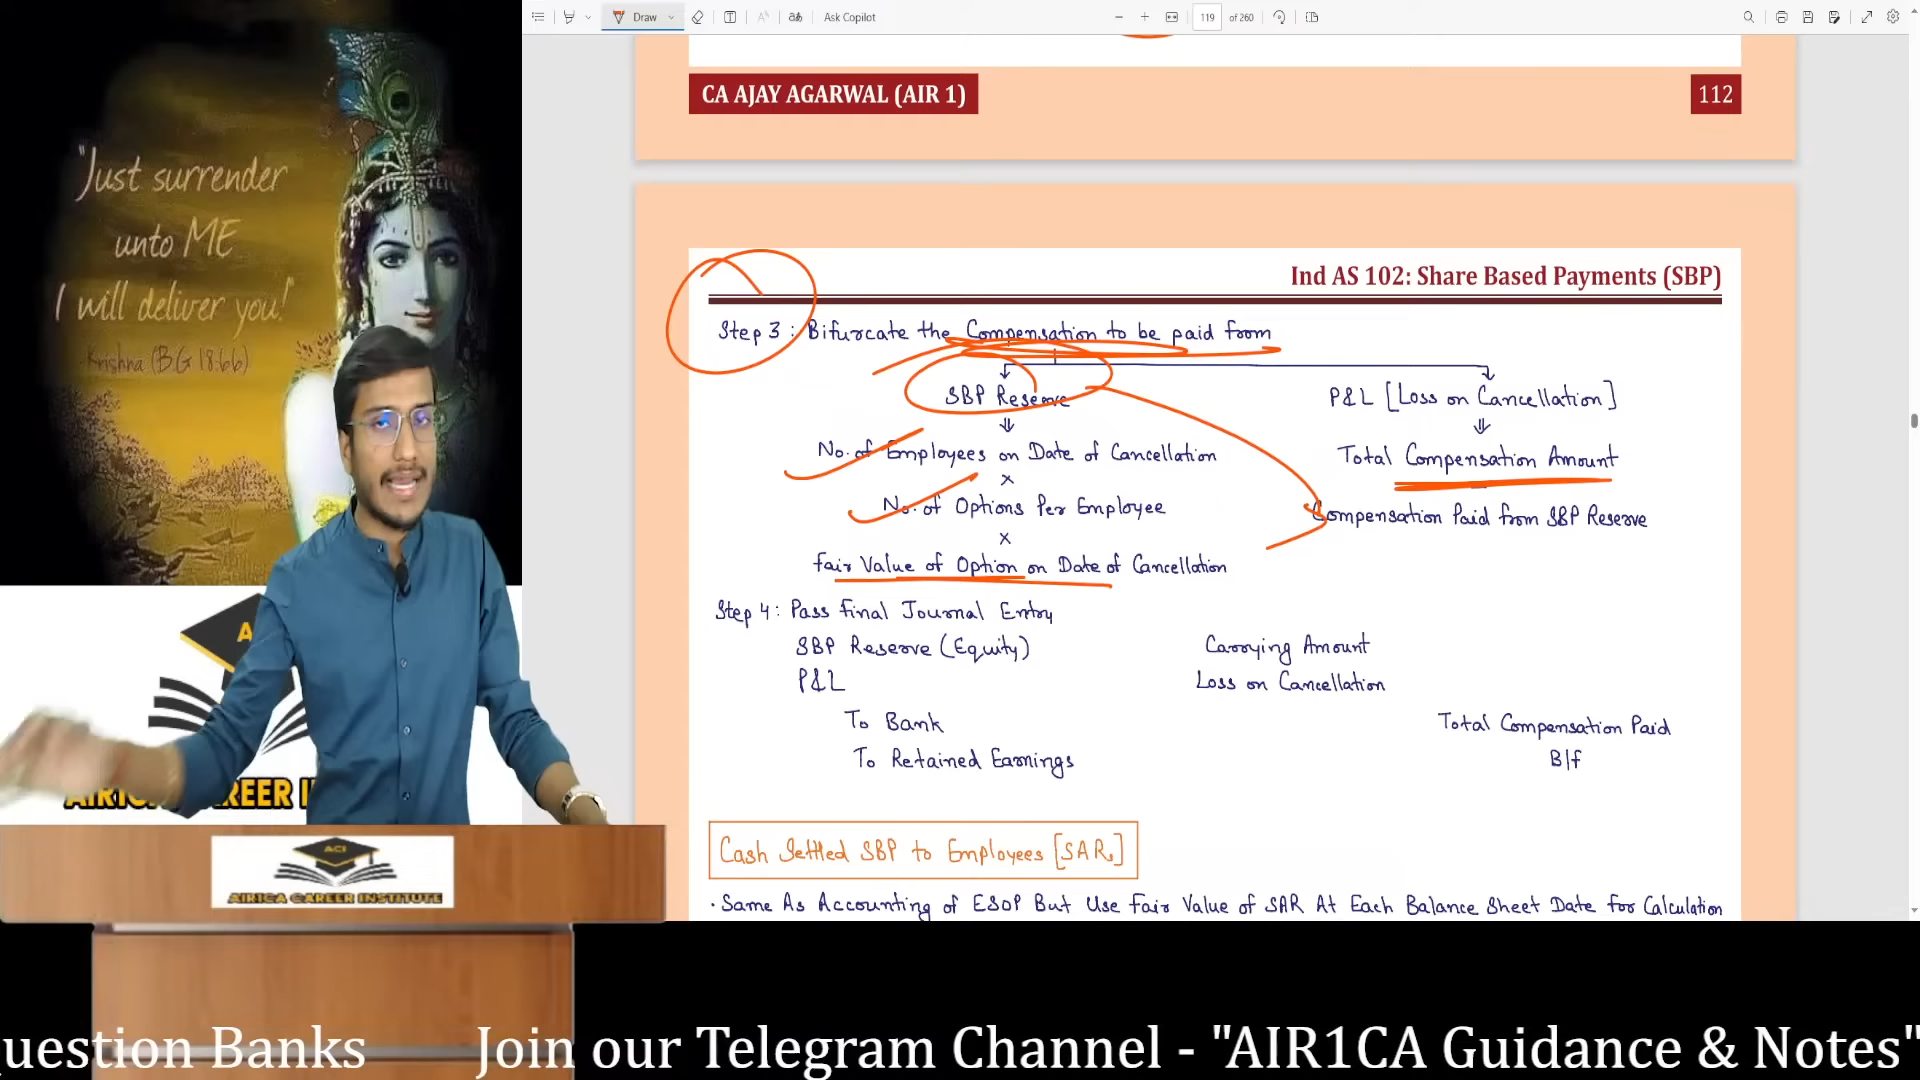 Draw
Ask Copilot
119 of 260
CA AJAY AGARWAL (AIR 1)
112
"Just surrender
unto ME
I will deliver you!"
-Krishna (B.G 18.66)
Ind AS 102: Share Based Payments (SBP)
Step 3: Bifurcate the Compensation to be paid from
SBP Reserve
P&L [Loss on Cancellation]
No. of Employees on Date of Cancellation
Total Compensation Amount
x
No. of Options Per Employee
Compensation Paid from SBP Reserve
x
Fair Value of Option on Date of Cancellation
Step 4: Pass Final Journal Entry
SBP Reserve (Equity) Carrying Amount
P&L Loss on Cancellation
To Bank Total Compensation Paid
To Retained Earnings B/f
Cash Settled SBP to Employees [SARs]
• Same As Accounting of ESOP But Use Fair Value of SAR At Each Balance Sheet Date for Calculation
ACI
AIR1CA CAREER INSTITUTE
uestion Banks Join our Telegram Channel - "AIR1CA Guidance & Notes"